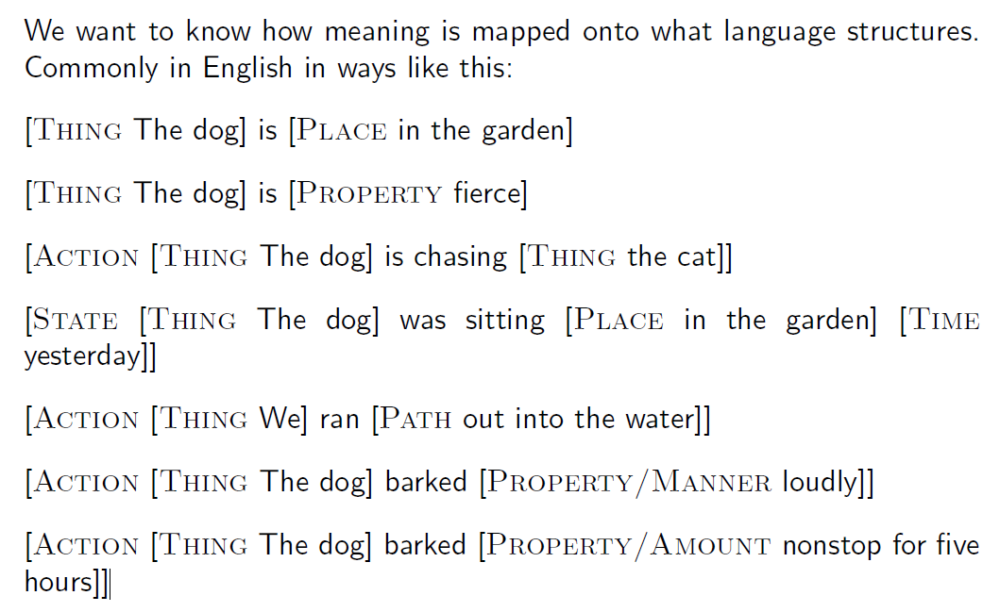 We want to know how meaning is mapped onto what language structures.
Commonly in English in ways like this:
[THING The dog] is [PLACE in the garden]
[THING The dog] is [PROPERTY fierce]
[ACTION [THING The dog] is chasing [THING the cat]]
[STATE [THING The dog] was sitting [PLACE in the garden] [TIME
yesterday]]
[ACTION [THING We] ran [PATH out into the water]]
[ACTION [THING The dog] barked [PROPERTY/MANNER loudly]]
[ACTION [THING The dog] barked [PROPERTY/AMOUNT nonstop for five
hours]]